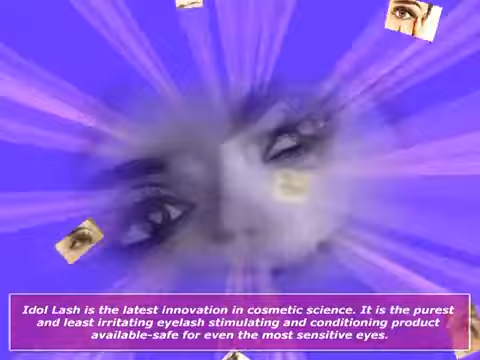 Idol Lash is the latest innovation in cosmetic science. It is the purest
and least irritating eyelash stimulating and conditioning product
available-safe for even the most sensitive eyes.